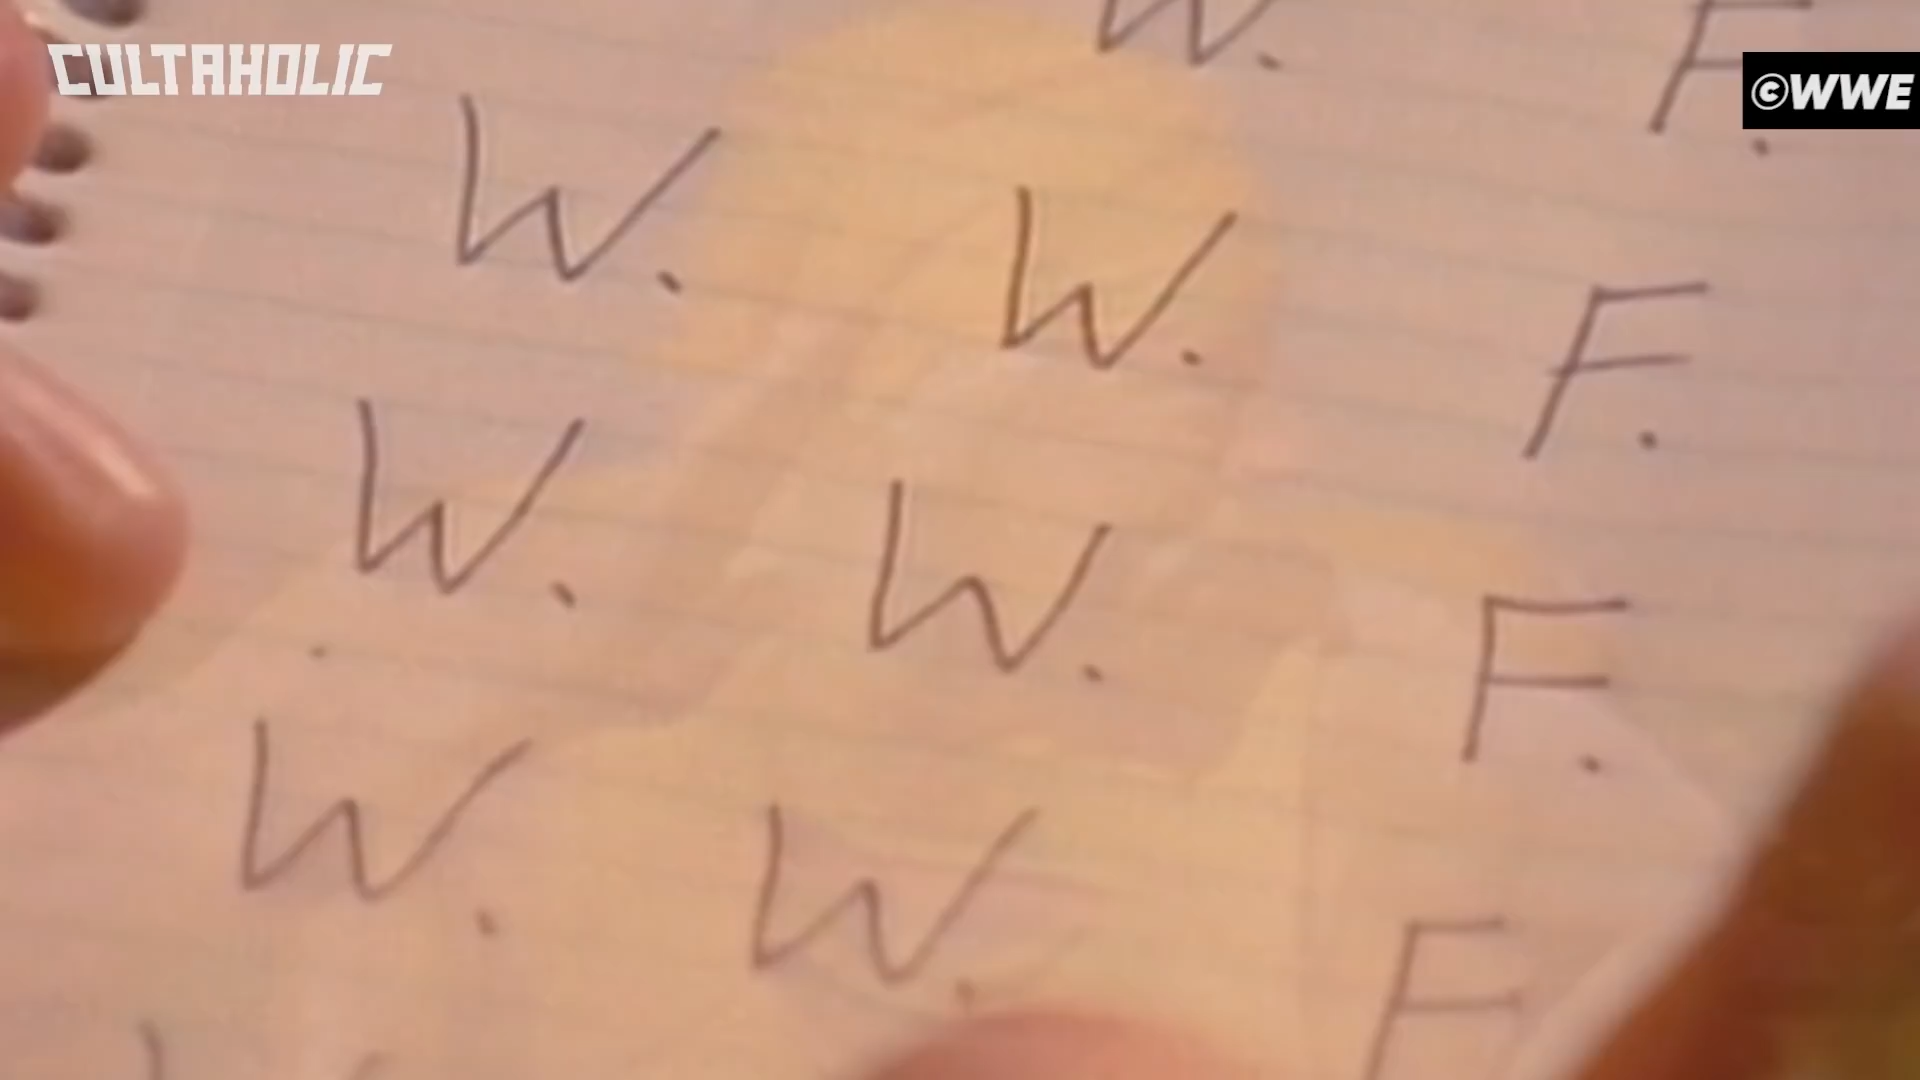 CULTAHOLIC
©WWE
W. F.
W. W. F.
W. W. F.
W. W. F